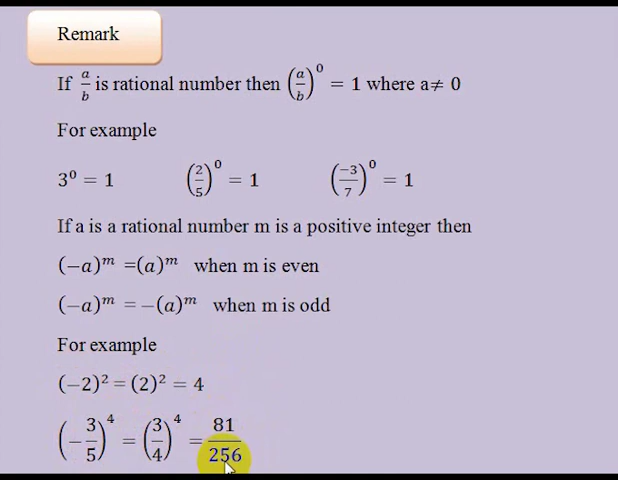 Remark
If a/b is rational number then (a/b)⁰ = 1 where a≠ 0
For example
3⁰ = 1 (2/5)⁰ = 1 (−3/7)⁰ = 1
If a is a rational number m is a positive integer then
(−a)ᵐ =(a)ᵐ when m is even
(−a)ᵐ = −(a)ᵐ when m is odd
For example
(−2)² = (2)² = 4
(−3/5)⁴ = (3/4)⁴ = 81/256